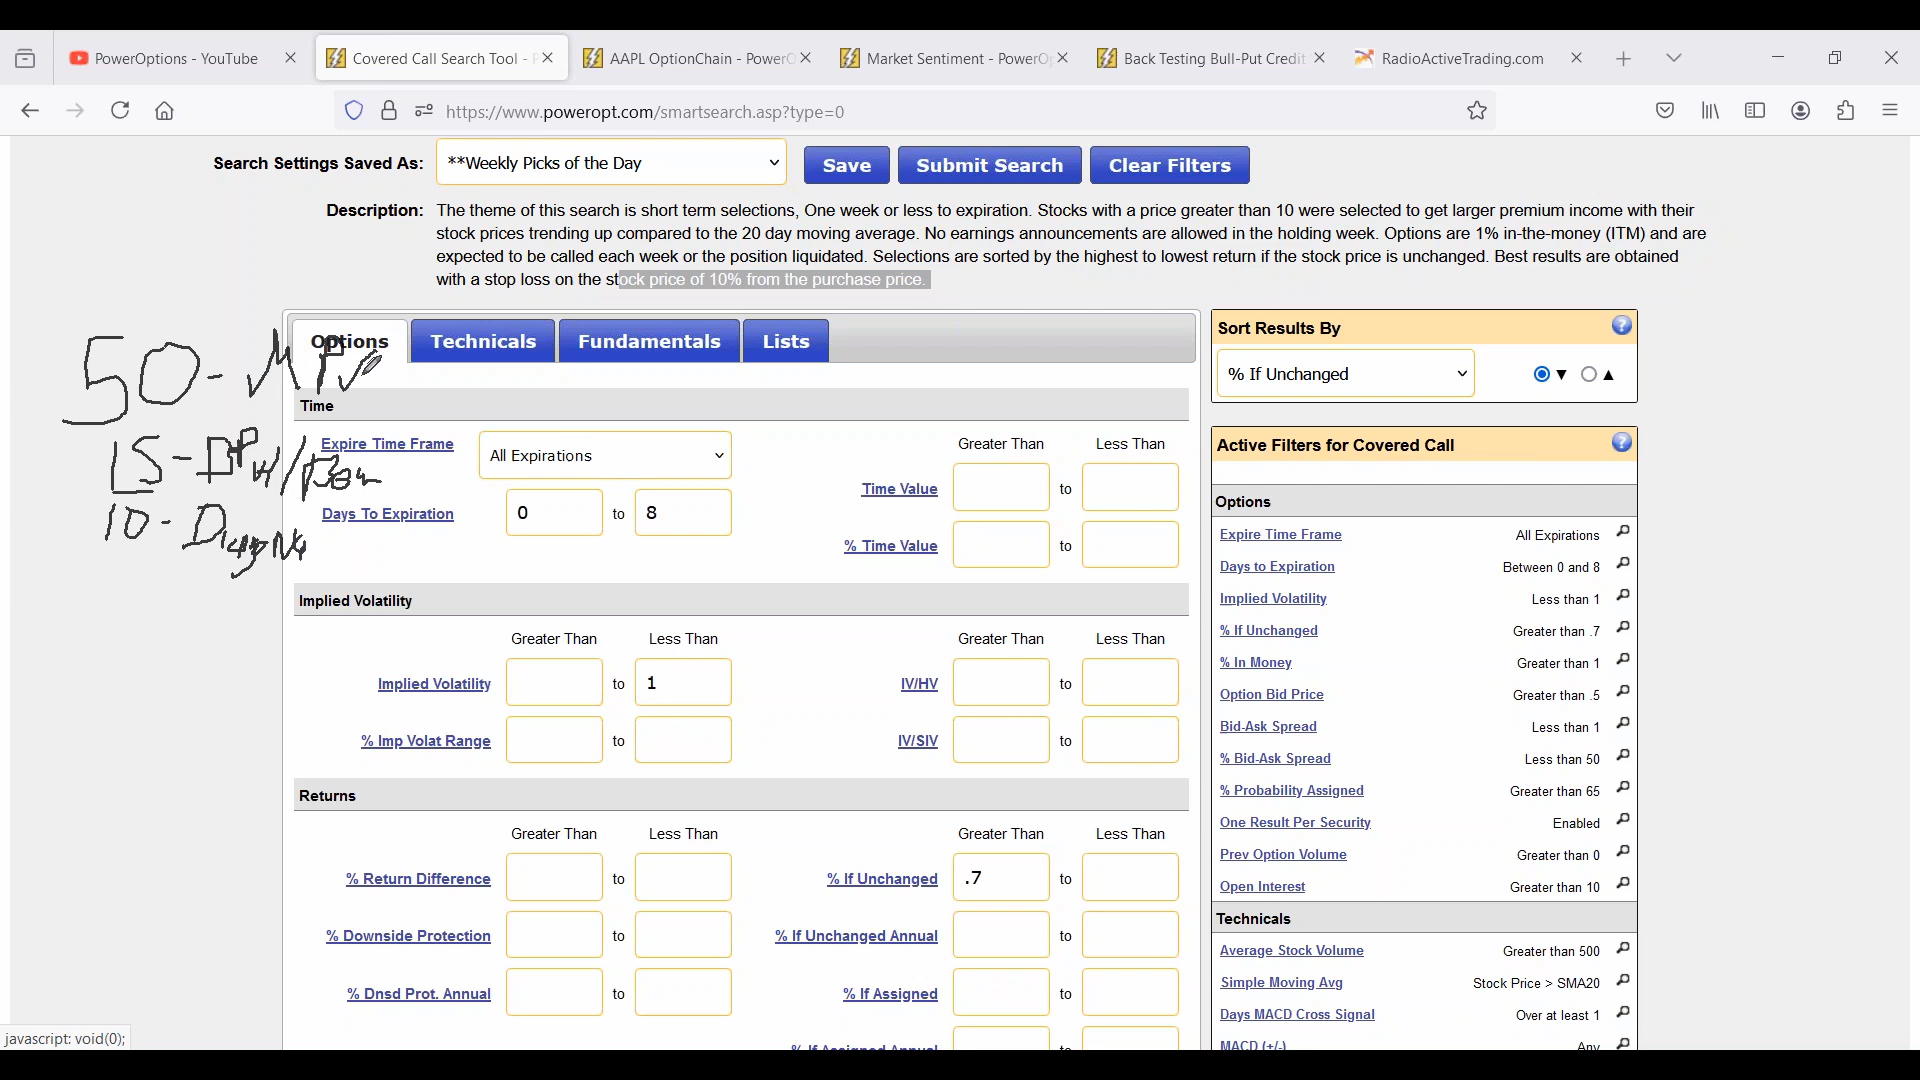 PowerOptions - YouTube
Covered Call Search Tool -
AAPL OptionChain - PowerO
Market Sentiment - PowerO
Back Testing Bull-Put Credit
RadioActiveTrading.com
https://www.poweropt.com/smartsearch.asp?type=0
Search Settings Saved As: **Weekly Picks of the Day Save Submit Search Clear Filters
Description: The theme of this search is short term selections, One week or less to expiration. Stocks with a price greater than 10 were selected to get larger premium income with their
stock prices trending up compared to the 20 day moving average. No earnings announcements are allowed in the holding week. Options are 1% in-the-money (ITM) and are
expected to be called each week or the position liquidated. Selections are sorted by the highest to lowest return if the stock price is unchanged. Best results are obtained
with a stop loss on the stock price of 10% from the purchase price.
Options Technicals Fundamentals Lists
50 -
15 -
10 -
Time
Greater Than Less Than
Expire Time Frame All Expirations
Time Value to
Days To Expiration 0 to 8
% Time Value to
Implied Volatility
Greater Than Less Than Greater Than Less Than
Implied Volatility to 1 IV/HV to
% Imp Volat Range to IV/SIV to
Returns
Greater Than Less Than Greater Than Less Than
% Return Difference to % If Unchanged .7 to
% Downside Protection to % If Unchanged Annual to
% Dnsd Prot. Annual to % If Assigned to
% If Assigned Annual to
Sort Results By
% If Unchanged ▼ ▲
Active Filters for Covered Call
Options
Expire Time Frame All Expirations
Days to Expiration Between 0 and 8
Implied Volatility Less than 1
% If Unchanged Greater than .7
% In Money Greater than 1
Option Bid Price Greater than .5
Bid-Ask Spread Less than 1
% Bid-Ask Spread Less than 50
% Probability Assigned Greater than 65
One Result Per Security Enabled
Prev Option Volume Greater than 0
Open Interest Greater than 10
Technicals
Average Stock Volume Greater than 500
Simple Moving Avg Stock Price > SMA20
Days MACD Cross Signal Over at least 1
MACD (+/-) Any
javascript: void(0);